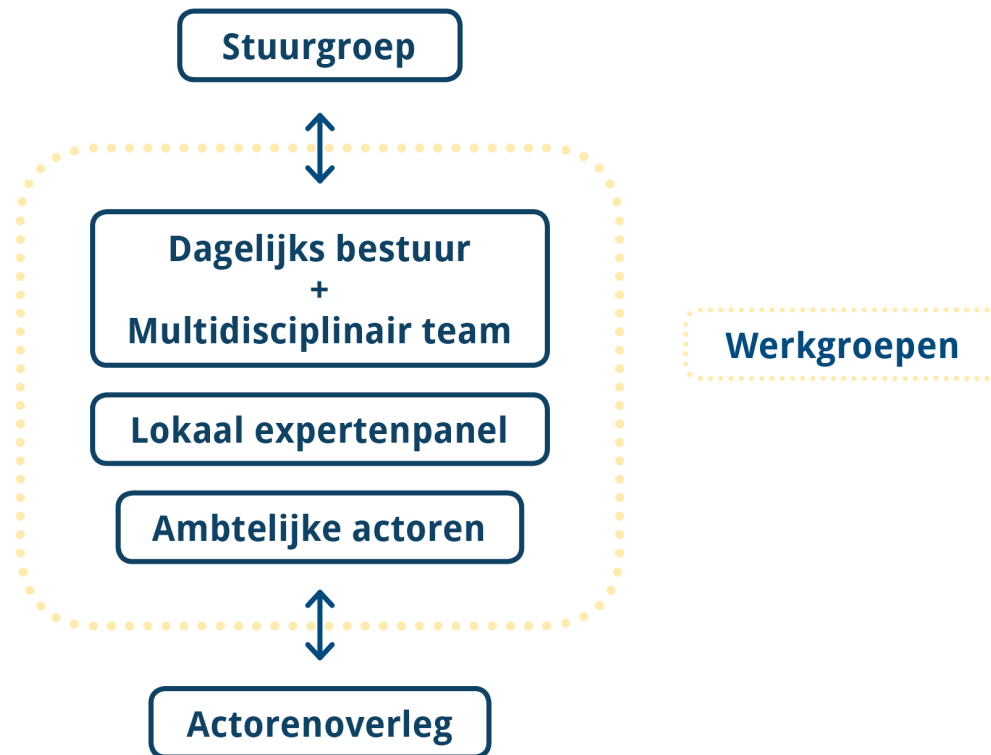 Stuurgroep
Dagelijks bestuur
+
Multidisciplinair team
Werkgroepen
Lokaal expertenpanel
Ambtelijke actoren
Actorenoverleg